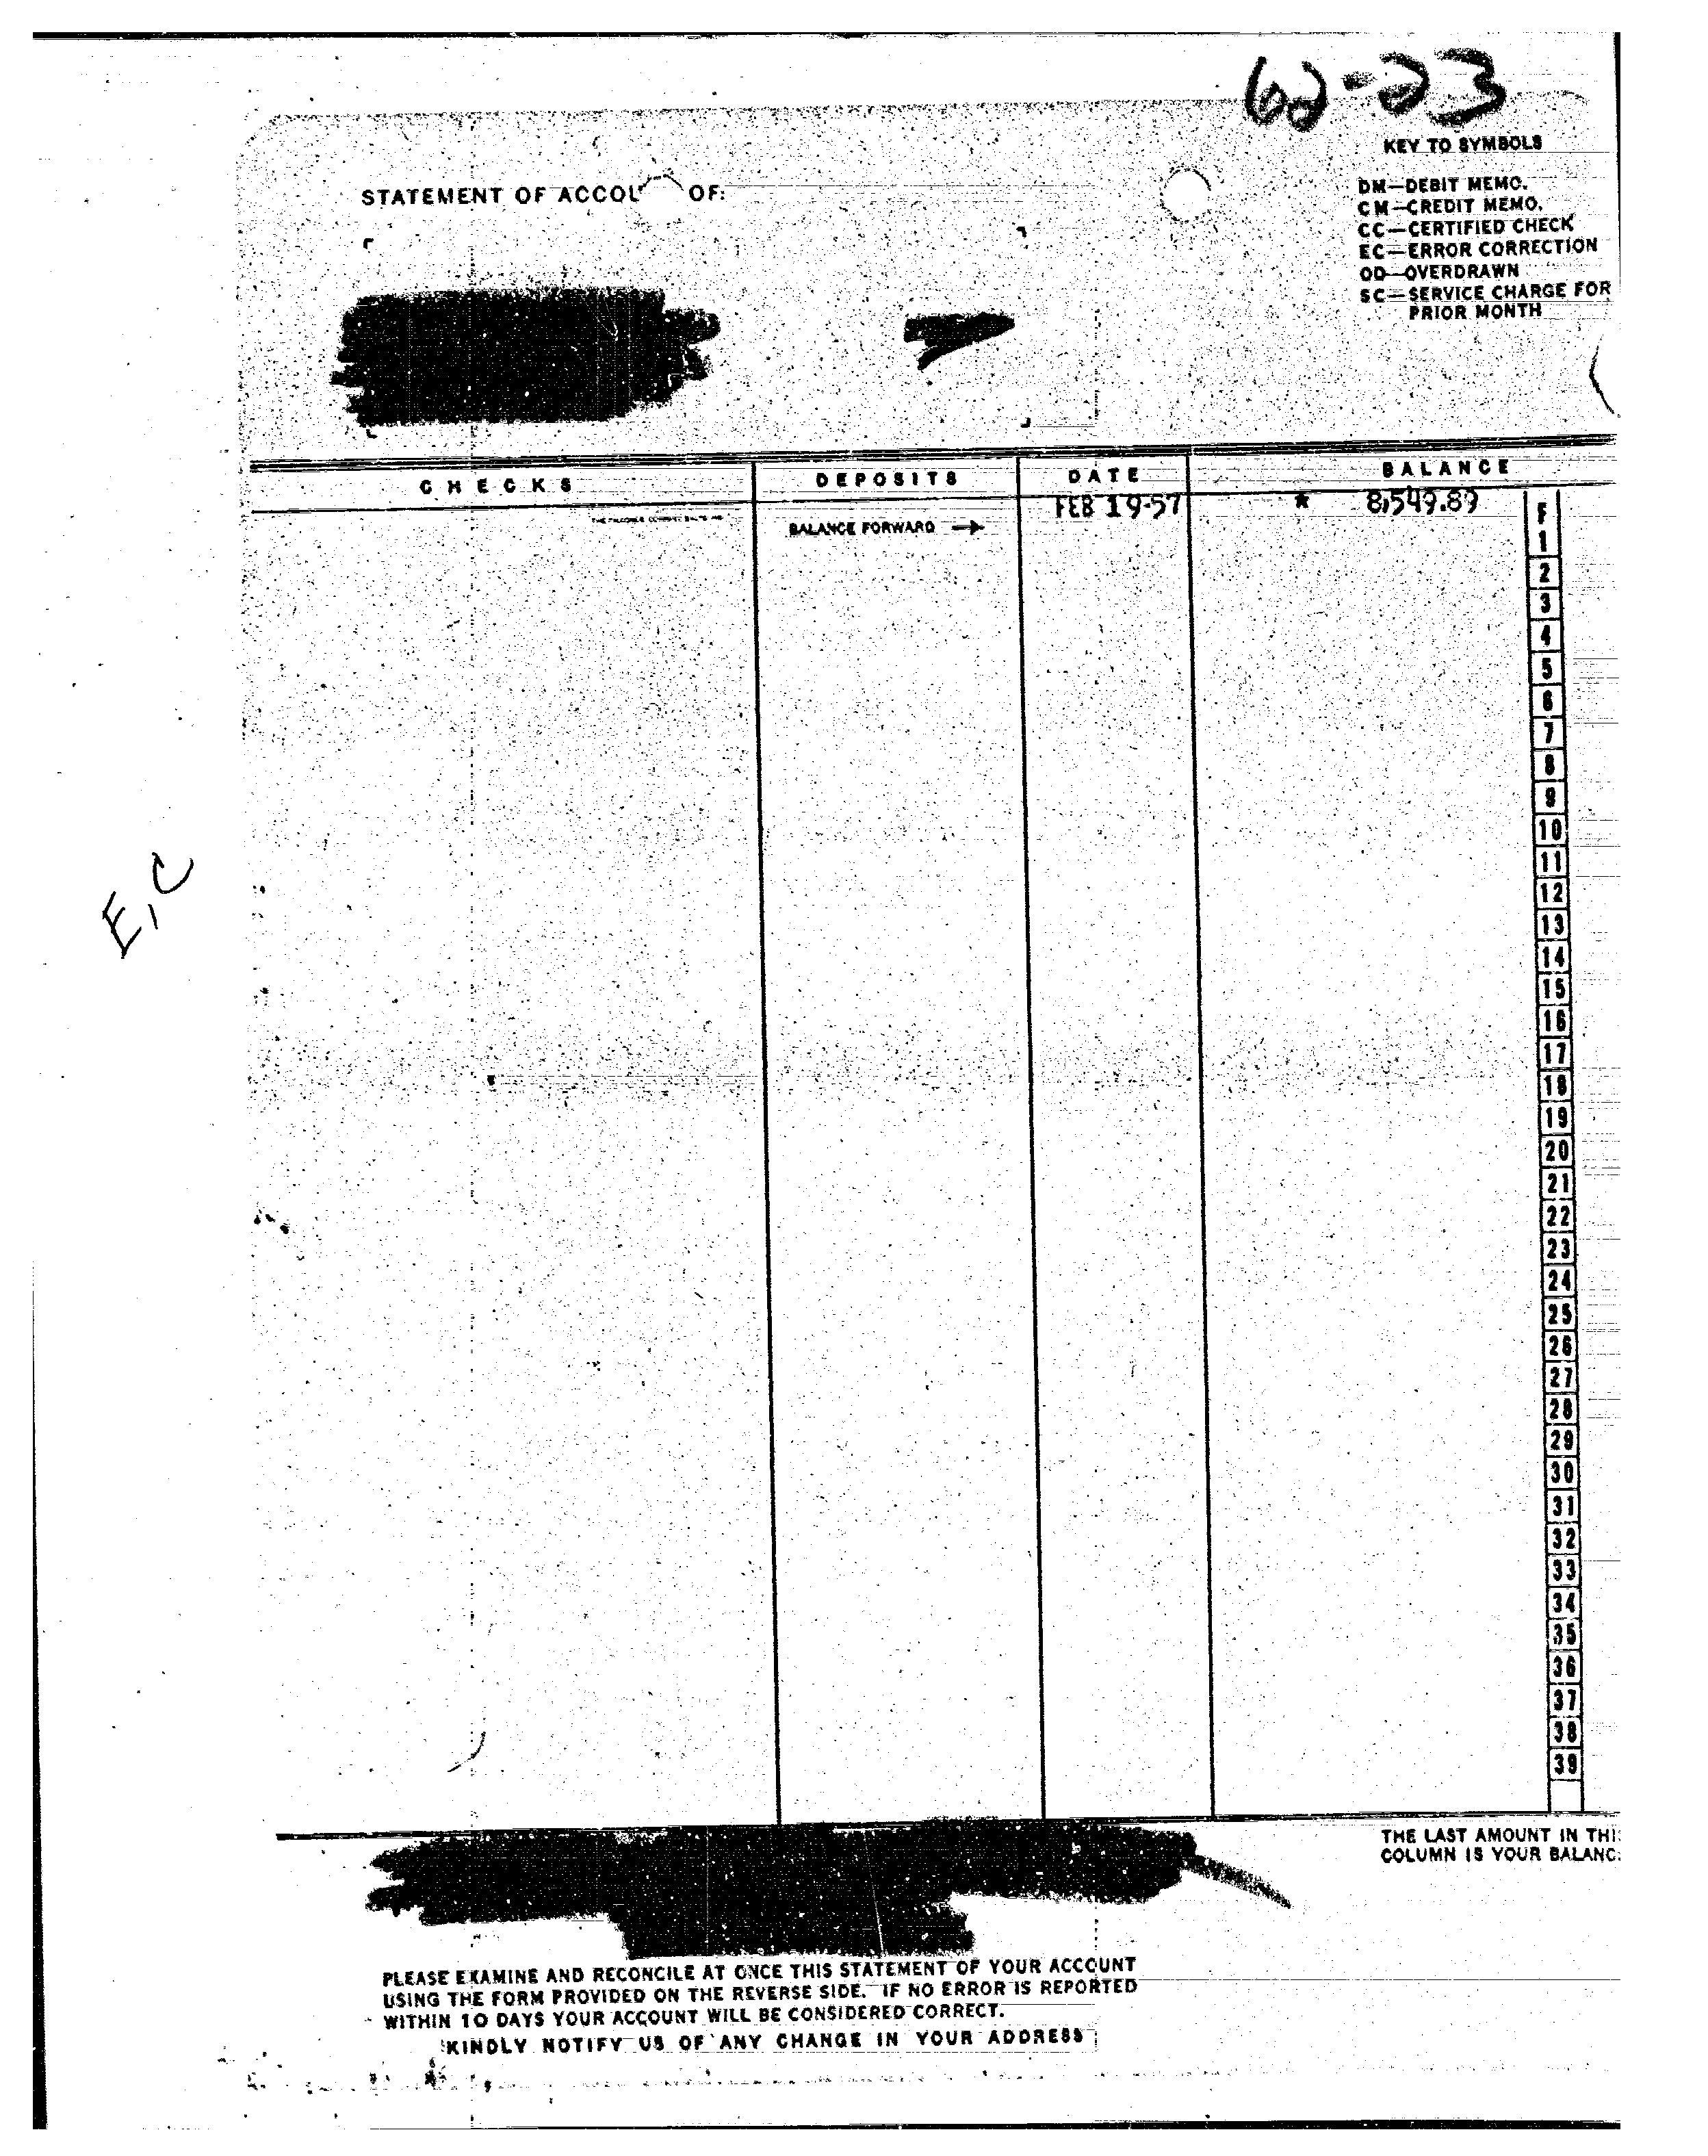 62-23
KEY TO SYMBOLS
STATEMENT OF ACCOU OF:
DM—DEBIT MEMO.
CM—CREDIT MEMO.
CC—CERTIFIED CHECK
EC—ERROR CORRECTION
OD—OVERDRAWN
SC—SERVICE CHARGE FOR
PRIOR MONTH
CHECKS DEPOSITS DATE BALANCE
FEB 19-57 * 8,549.89
BALANCE FORWARD → F
1
2
3
4
5
6
7
8
9
10
11
E,C
12
13
14
15
16
17
18
19
20
21
22
23
24
25
26
27
28
29
30
31
32
33
34
35
36
37
38
39
THE LAST AMOUNT IN THI
COLUMN IS YOUR BALANC
PLEASE EXAMINE AND RECONCILE AT ONCE THIS STATEMENT OF YOUR ACCOUNT
USING THE FORM PROVIDED ON THE REVERSE SIDE. IF NO ERROR IS REPORTED
WITHIN 10 DAYS YOUR ACCOUNT WILL BE CONSIDERED CORRECT.
KINDLY NOTIFY US OF ANY CHANGE IN YOUR ADDRESS